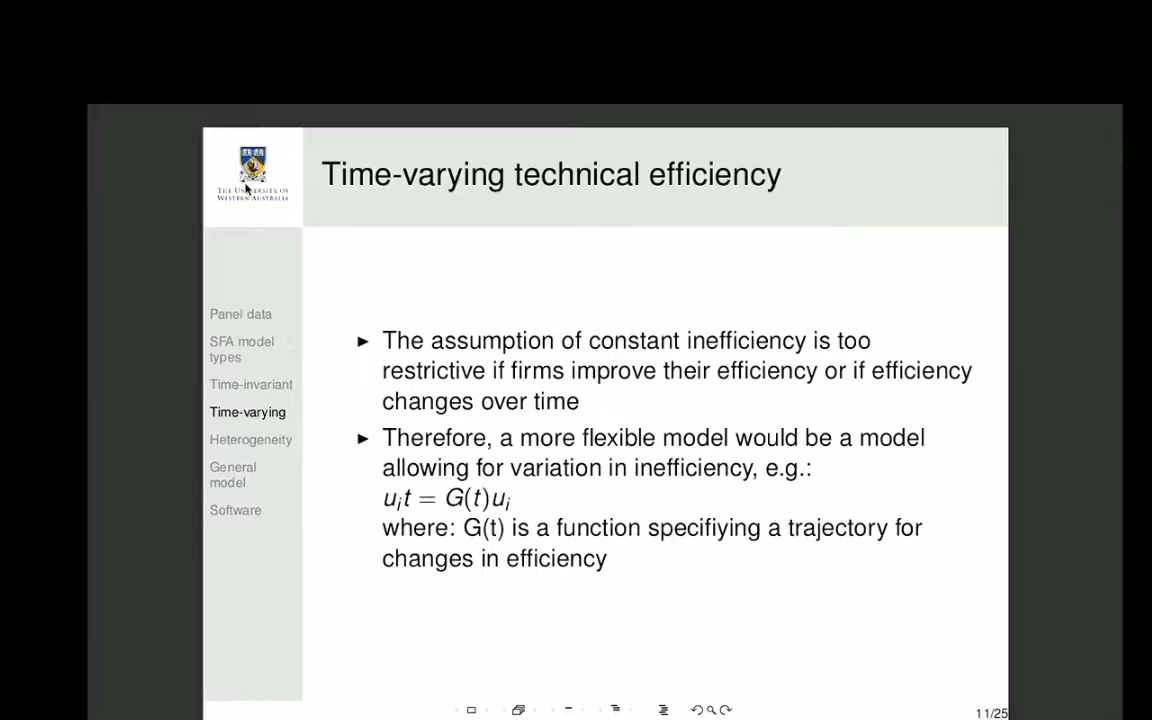 THE UNIVERSITY OF
WESTERN AUSTRALIA
Time-varying technical efficiency
Panel data
SFA model
types
Time-invariant
Time-varying
Heterogeneity
General
model
Software
► The assumption of constant inefficiency is too
restrictive if firms improve their efficiency or if efficiency
changes over time
► Therefore, a more flexible model would be a model
allowing for variation in inefficiency, e.g.:
uᵢt = G(t)uᵢ
where: G(t) is a function specifiying a trajectory for
changes in efficiency
11/25